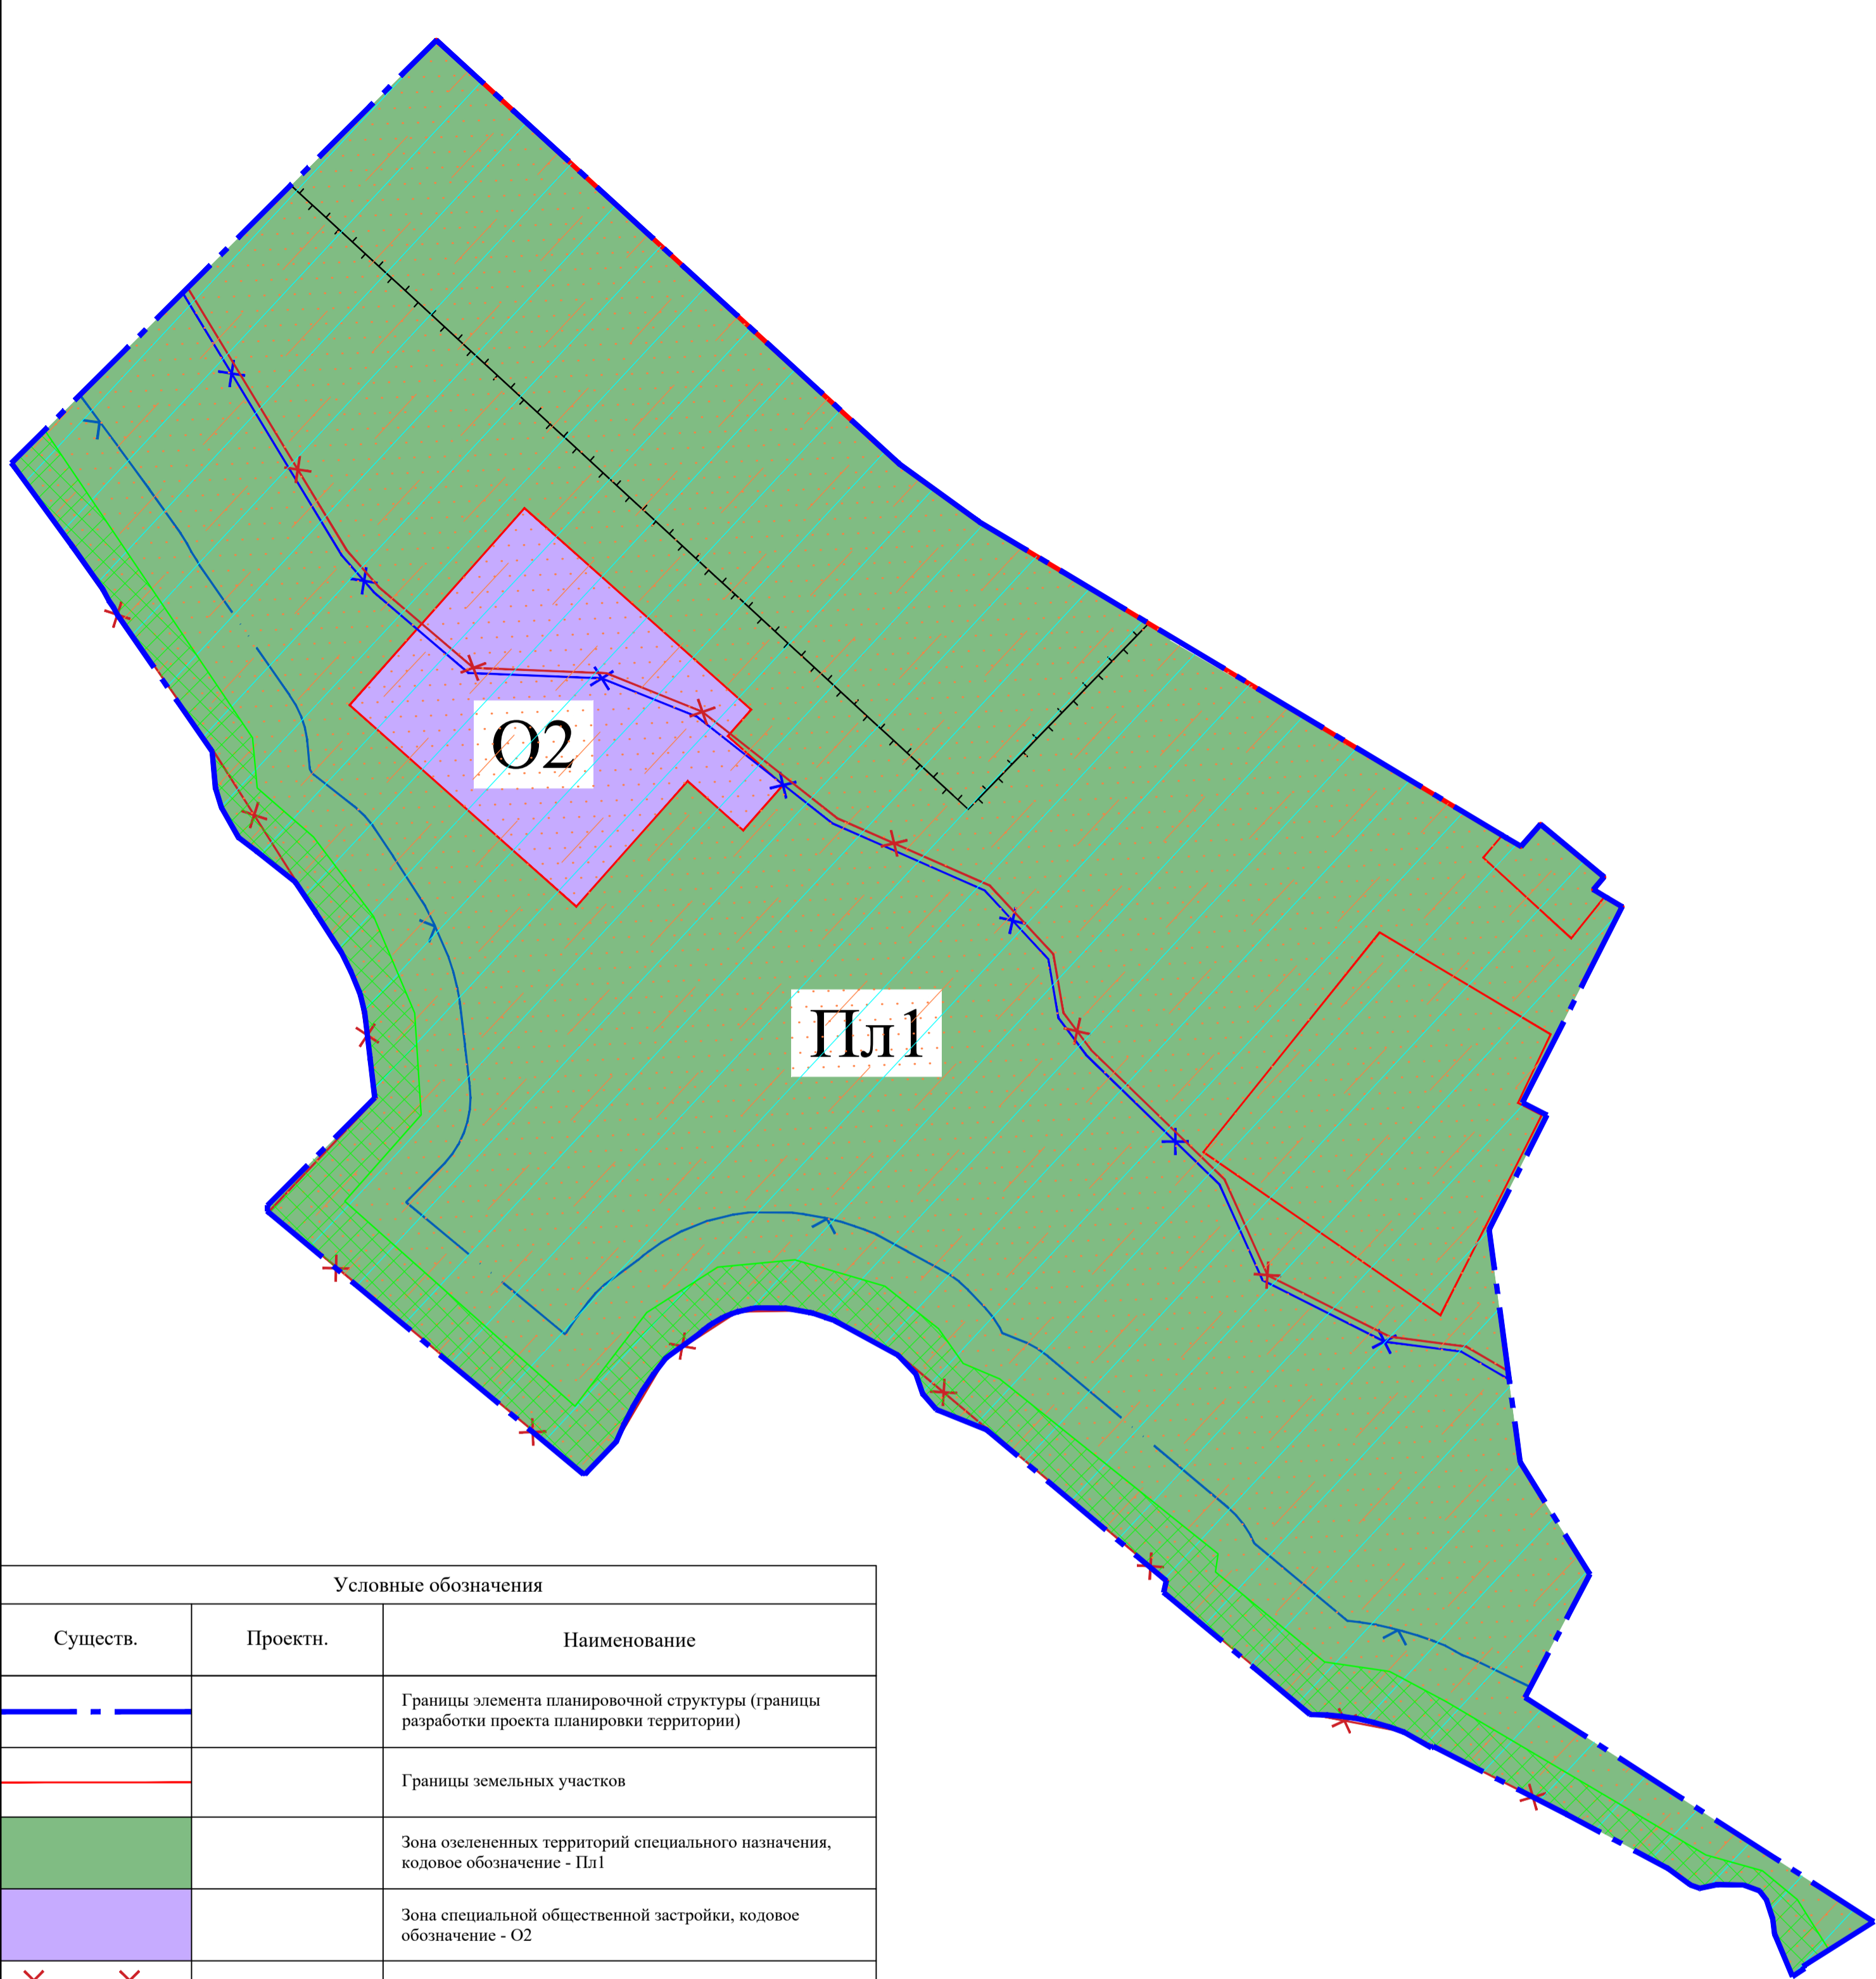 О2
Пл1
Условные обозначения
Существ.
Проектн.
Наименование
Границы элемента планировочной структуры (границы
разработки проекта планировки территории)
Границы земельных участков
Зона озелененных территорий специального назначения,
кодовое обозначение - Пл1
Зона специальной общественной застройки, кодовое
обозначение - О2